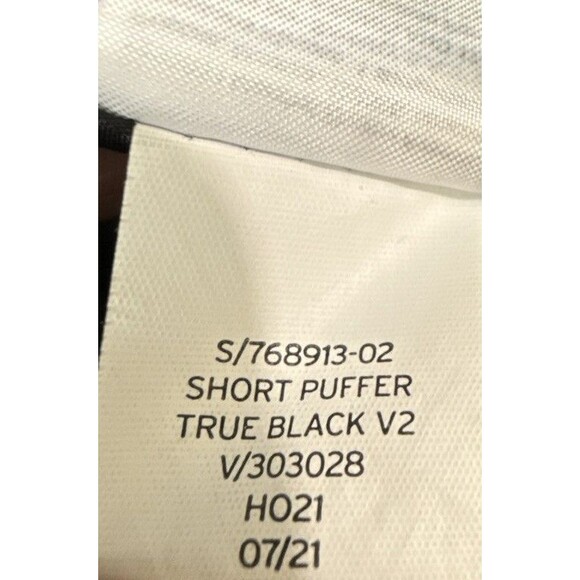 S/768913-02
SHORT PUFFER
TRUE BLACK V2
V/303028
HO21
07/21